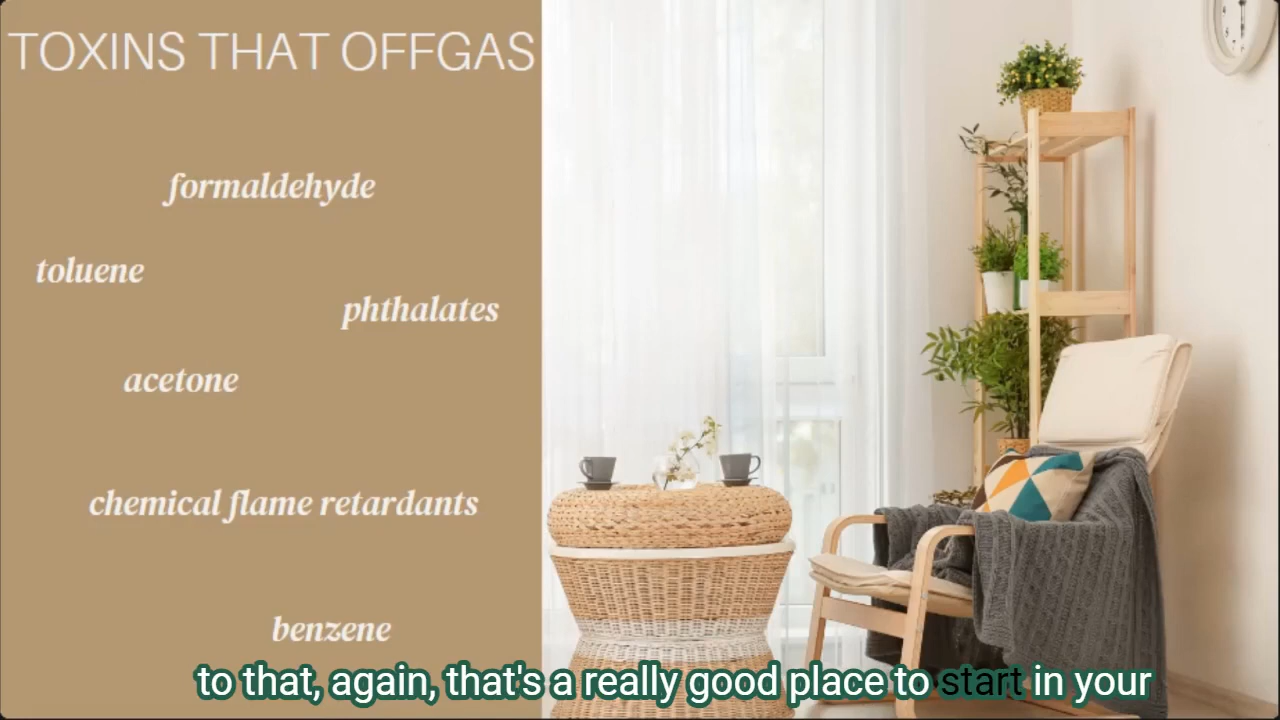 TOXINS THAT OFFGAS
formaldehyde
toluene
phthalates
acetone
chemical flame retardants
benzene
to that, again, that's a really good place to start in your